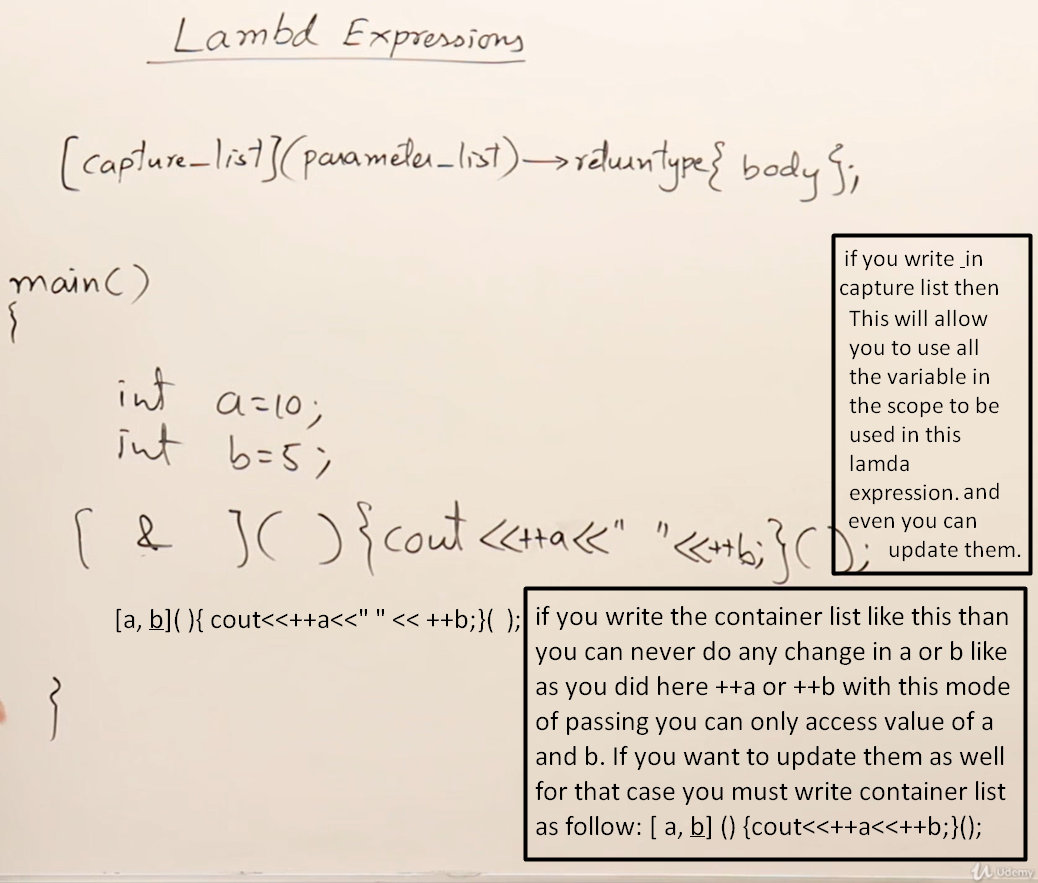 Lambd Expressions
[capture_list](parameter_list)→returntype{ body};
main()
{
int a=10;
int b=5;
[ & ]( ){cout<<++a<<" "<<++b;}( );
[a, b]( ){ cout<<++a<<" " << ++b;}( );
}
if you write _in
capture list then
This will allow
you to use all
the variable in
the scope to be
used in this
lamda
expression. and
even you can
update them.
if you write the container list like this than
you can never do any change in a or b like
as you did here ++a or ++b with this mode
of passing you can only access value of a
and b. If you want to update them as well
for that case you must write container list
as follow: [ a, b] () {cout<<++a<<++b;}();
Udemy